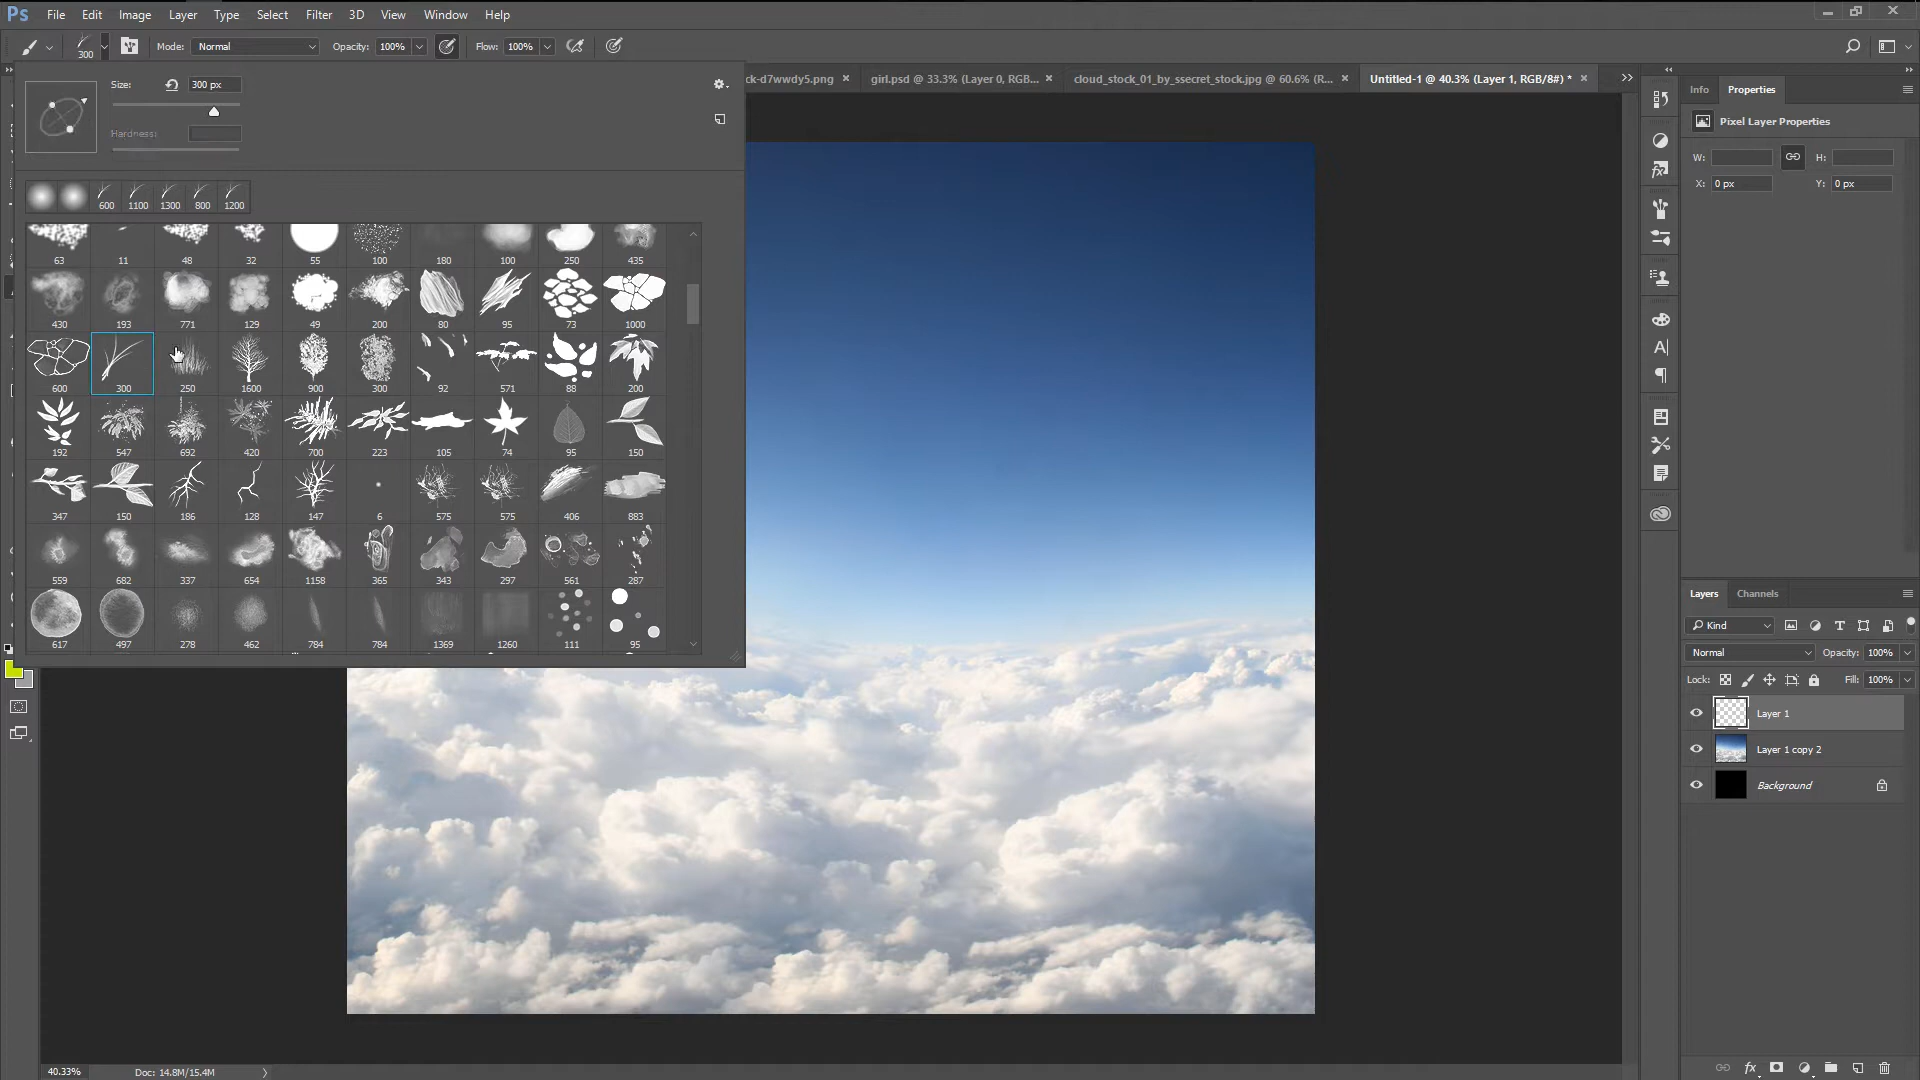 Ps File Edit Image Layer Type Select Filter 3D View Window Help
300 Mode: Normal Opacity: 100% Flow: 100%
Size: 300 px
Hardness:
ck-d7wwdy5.png × girl.psd @ 33.3% (Layer 0, RGB... × cloud_stock_01_by_ssecret_stock.jpg @ 60.6% (R... × Untitled-1 @ 40.3% (Layer 1, RGB/8#) * ×
600 1100 1300 800 1200
63 11 48 32 55 100 180 100 250 435
430 193 771 129 49 200 80 95 73 1000
600 300 250 1600 900 300 92 571 88 200
192 547 692 420 700 223 105 74 95 150
347 150 186 128 147 6 575 575 406 883
559 682 337 654 1158 365 343 297 561 287
617 497 278 462 784 784 1369 1260 111 95
40.33% Doc: 14.8M/15.4M
Info Properties
Pixel Layer Properties
W: H:
X: 0 px Y: 0 px
Layers Channels
Kind
Normal Opacity: 100%
Lock: Fill: 100%
Layer 1
Layer 1 copy 2
Background
fx